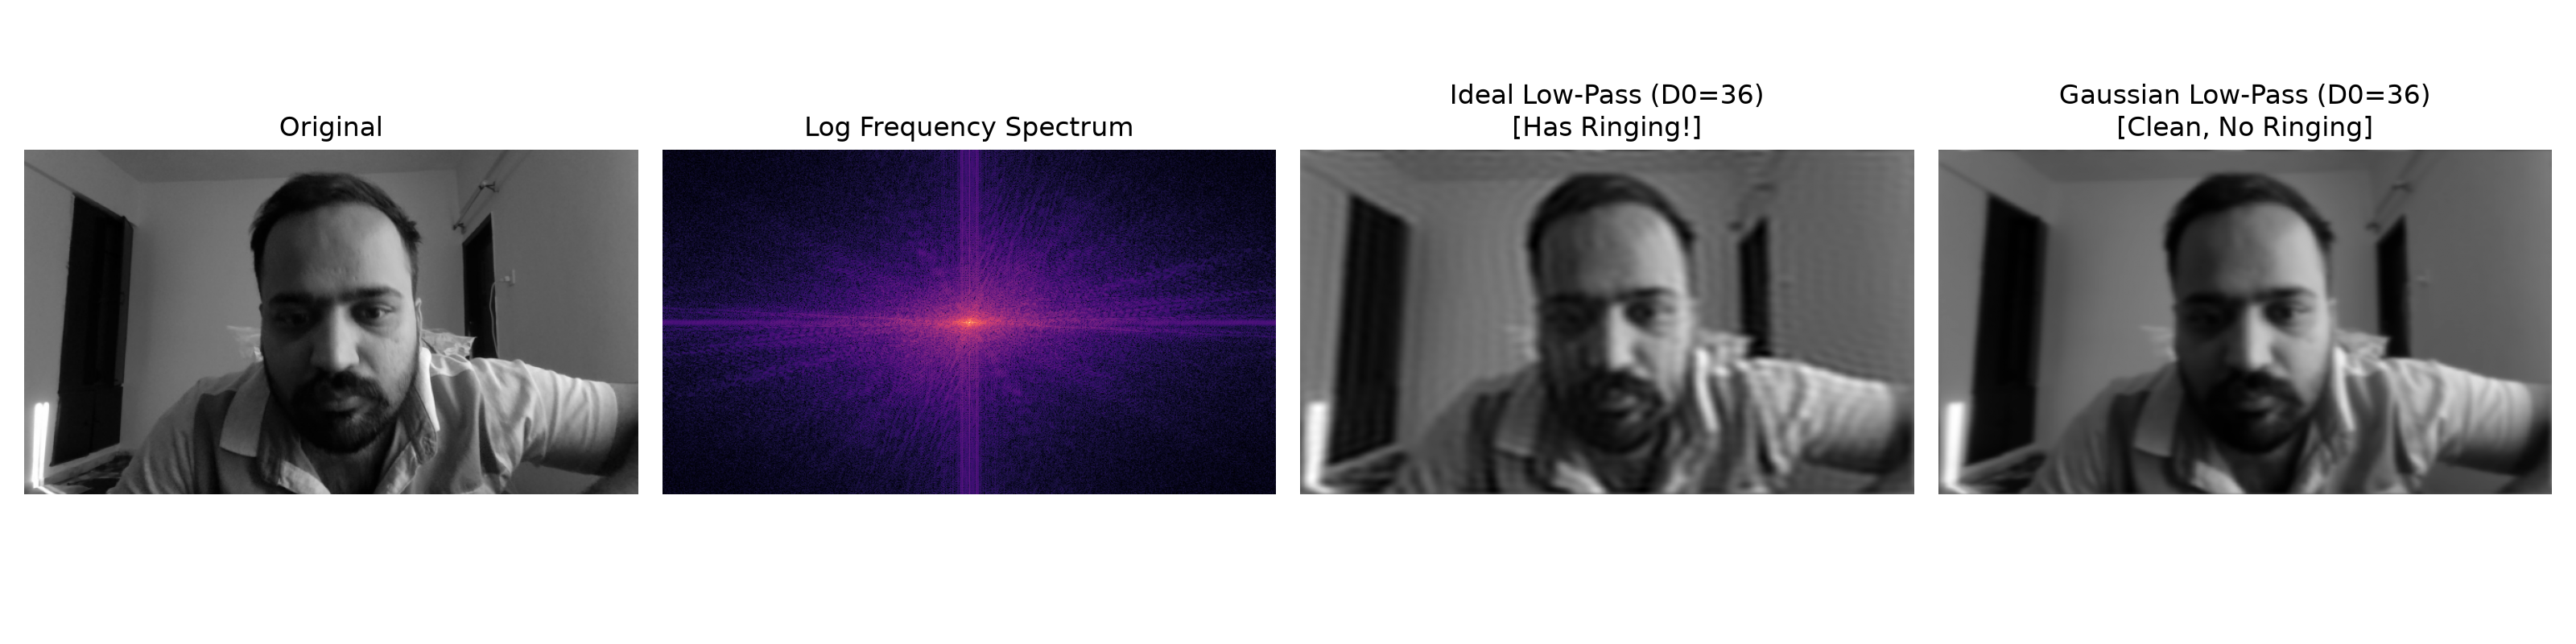 Original
Log Frequency Spectrum
Ideal Low-Pass (D0=36)
[Has Ringing!]
Gaussian Low-Pass (D0=36)
[Clean, No Ringing]